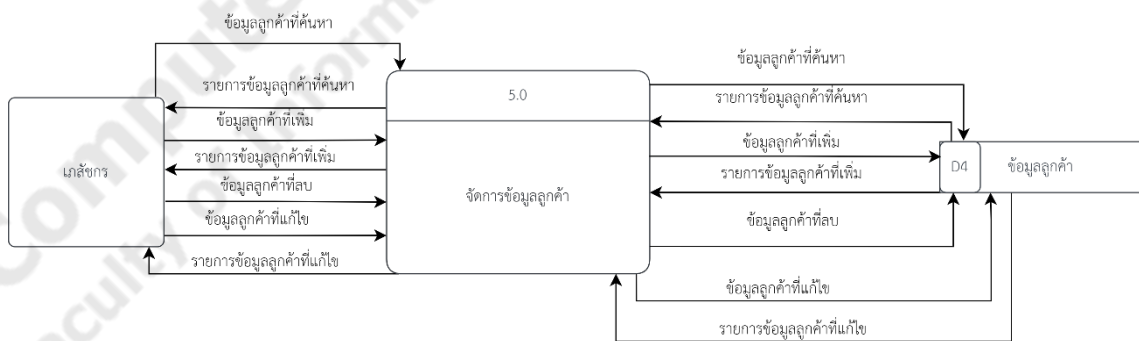 ข้อมูลลูกค้าที่ค้นหา
รายการข้อมูลลูกค้าที่ค้นหา
ข้อมูลลูกค้าที่เพิ่ม
รายการข้อมูลลูกค้าที่เพิ่ม
ข้อมูลลูกค้าที่ลบ
ข้อมูลลูกค้าที่แก้ไข
รายการข้อมูลลูกค้าที่แก้ไข
เภสัชกร
5.0
จัดการข้อมูลลูกค้า
ข้อมูลลูกค้าที่ค้นหา
รายการข้อมูลลูกค้าที่ค้นหา
ข้อมูลลูกค้าที่เพิ่ม
รายการข้อมูลลูกค้าที่เพิ่ม
ข้อมูลลูกค้าที่ลบ
ข้อมูลลูกค้าที่แก้ไข
รายการข้อมูลลูกค้าที่แก้ไข
D4 ข้อมูลลูกค้า
Compute
aculty of Inform